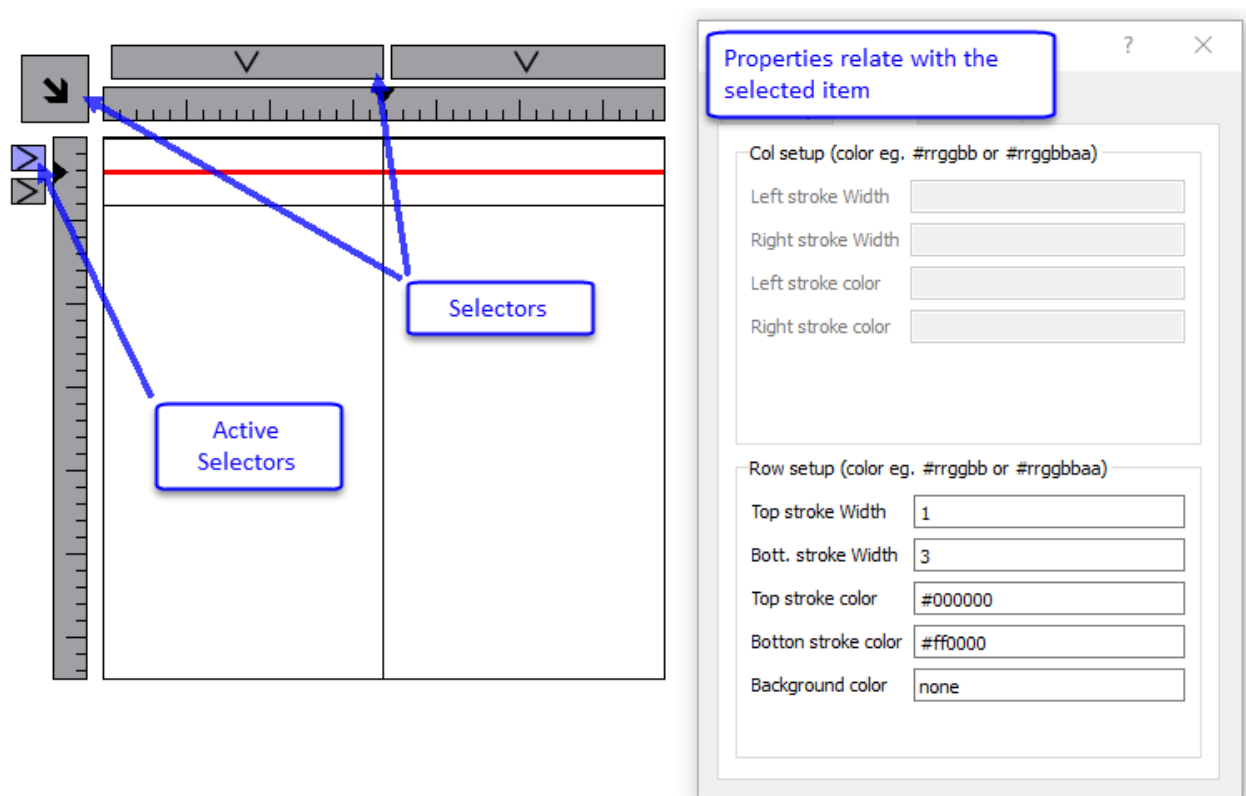 Properties relate with the
selected item
?
Col setup (color eg. #rrggbb or #rrggbbaa)
Left stroke Width
Right stroke Width
Left stroke color
Right stroke color
Selectors
Active
Selectors
Row setup (color eg. #rrggbb or #rrggbbaa)
Top stroke Width 1
Bott. stroke Width 3
Top stroke color #000000
Botton stroke color #ff0000
Background color none